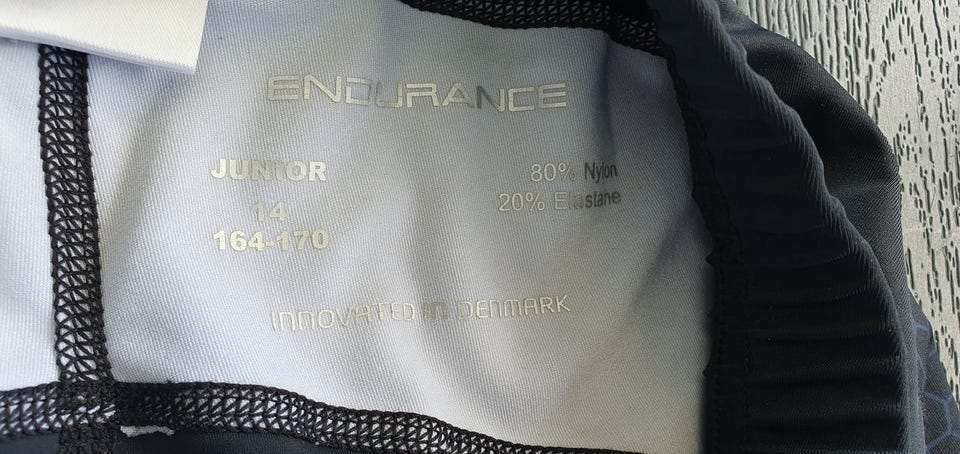 ENDURANCE
JUNIOR
14
164-170
80% Nylon
20% Elastane
INNOVATED IN DENMARK